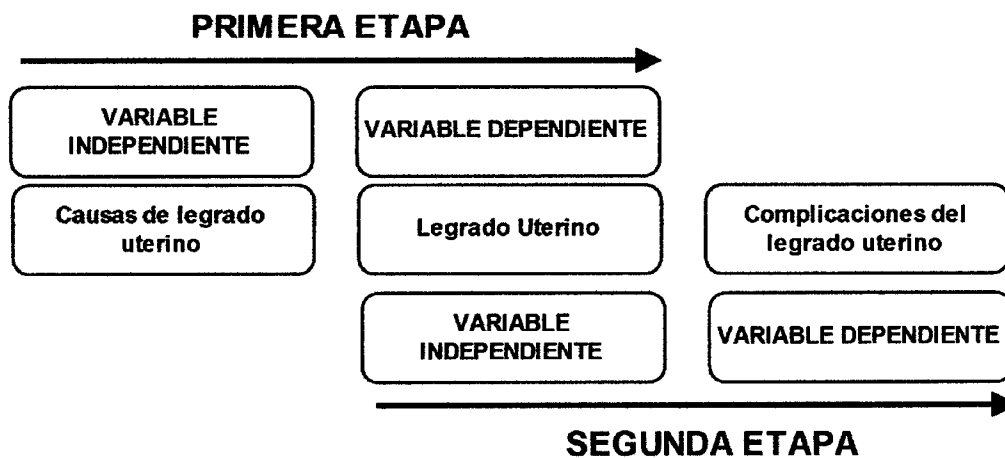 PRIMERA ETAPA
VARIABLE
INDEPENDIENTE
VARIABLE DEPENDIENTE
Causas de legrado
uterino
Legrado Uterino
Complicaciones del
legrado uterino
VARIABLE
INDEPENDIENTE
VARIABLE DEPENDIENTE
SEGUNDA ETAPA